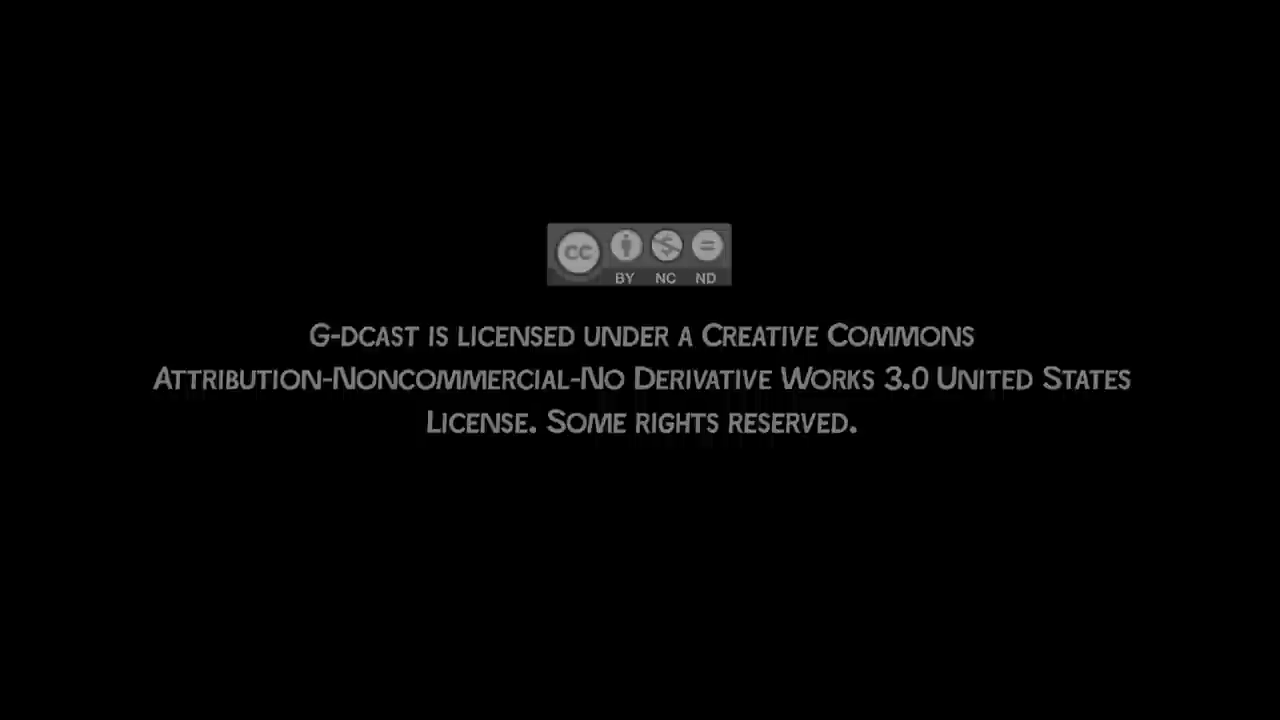 CC BY NC ND
G-DCAST IS LICENSED UNDER A CREATIVE COMMONS
ATTRIBUTION-NONCOMMERCIAL-NO DERIVATIVE WORKS 3.0 UNITED STATES
LICENSE. SOME RIGHTS RESERVED.